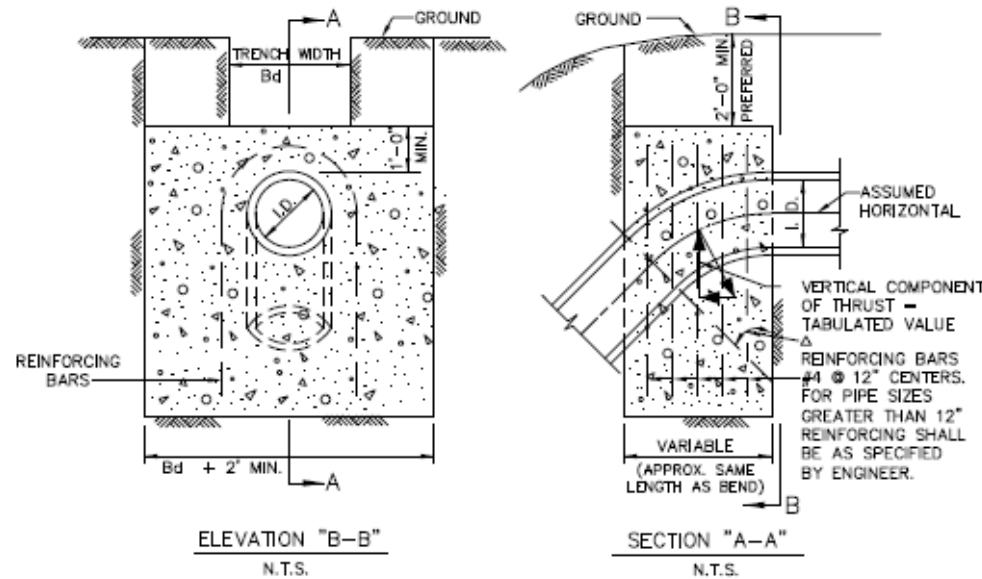 A
GROUND
TRENCH WIDTH
Bd
1'-0"
MIN.
I.D.
REINFORCING
BARS
Bd + 2' MIN.
A
ELEVATION "B-B"
N.T.S.
B
GROUND
2'-0" MIN.
PREFERRED
I.D.
ASSUMED
HORIZONTAL
VERTICAL COMPONENT
OF THRUST –
TABULATED VALUE
Δ
REINFORCING BARS
#4 @ 12" CENTERS.
FOR PIPE SIZES
GREATER THAN 12"
REINFORCING SHALL
BE AS SPECIFIED
BY ENGINEER.
VARIABLE
(APPROX. SAME
LENGTH AS BEND)
B
SECTION "A-A"
N.T.S.